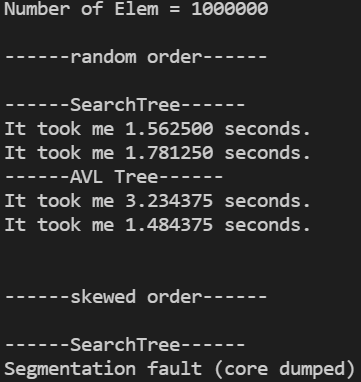 Number of Elem = 1000000
------random order------
------SearchTree------
It took me 1.562500 seconds.
It took me 1.781250 seconds.
------AVL Tree------
It took me 3.234375 seconds.
It took me 1.484375 seconds.
------skewed order------
------SearchTree------
Segmentation fault (core dumped)